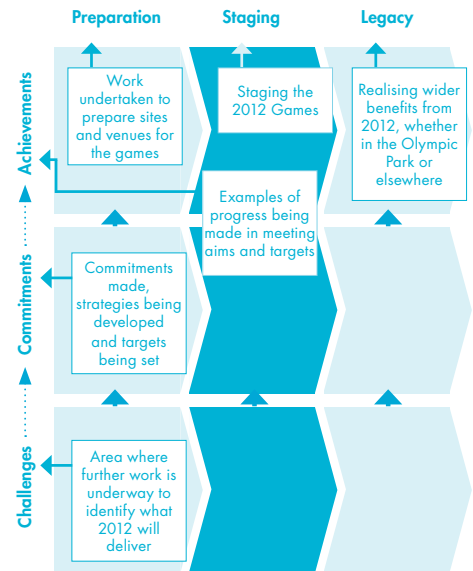 Preparation
Staging
Legacy
Achievements
Work
undertaken to
prepare sites
and venues for
the games
Staging the
2012 Games
Realising wider
benefits from
2012, whether
in the Olympic
Park or
elsewhere
Examples of
progress being
made in meeting
aims and targets
Commitments
Commitments
made,
strategies being
developed
and targets
being set
Challenges
Area where
further work is
underway to
identify what
2012 will
deliver